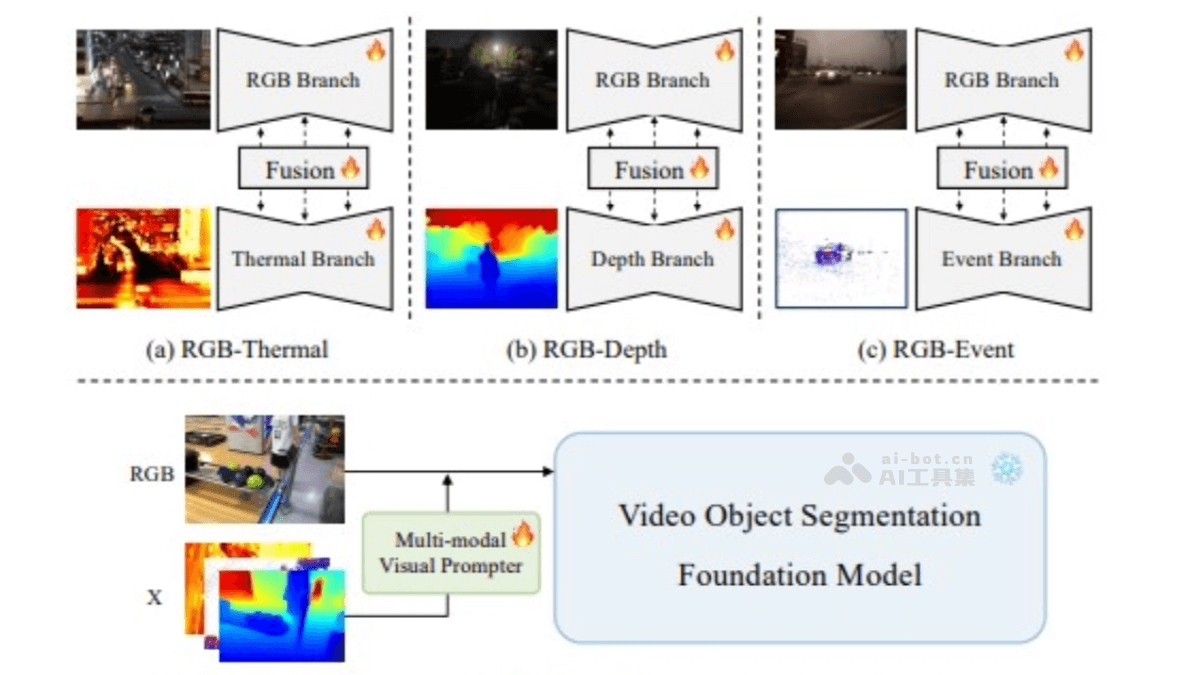 RGB Branch
RGB Branch
RGB Branch
Fusion
Fusion
Fusion
Thermal Branch
Depth Branch
Event Branch
(a) RGB-Thermal
(b) RGB-Depth
(c) RGB-Event
RGB
ai-bot.cn
AI工具集
Multi-modal
Visual Prompter
Video Object Segmentation
Foundation Model
X